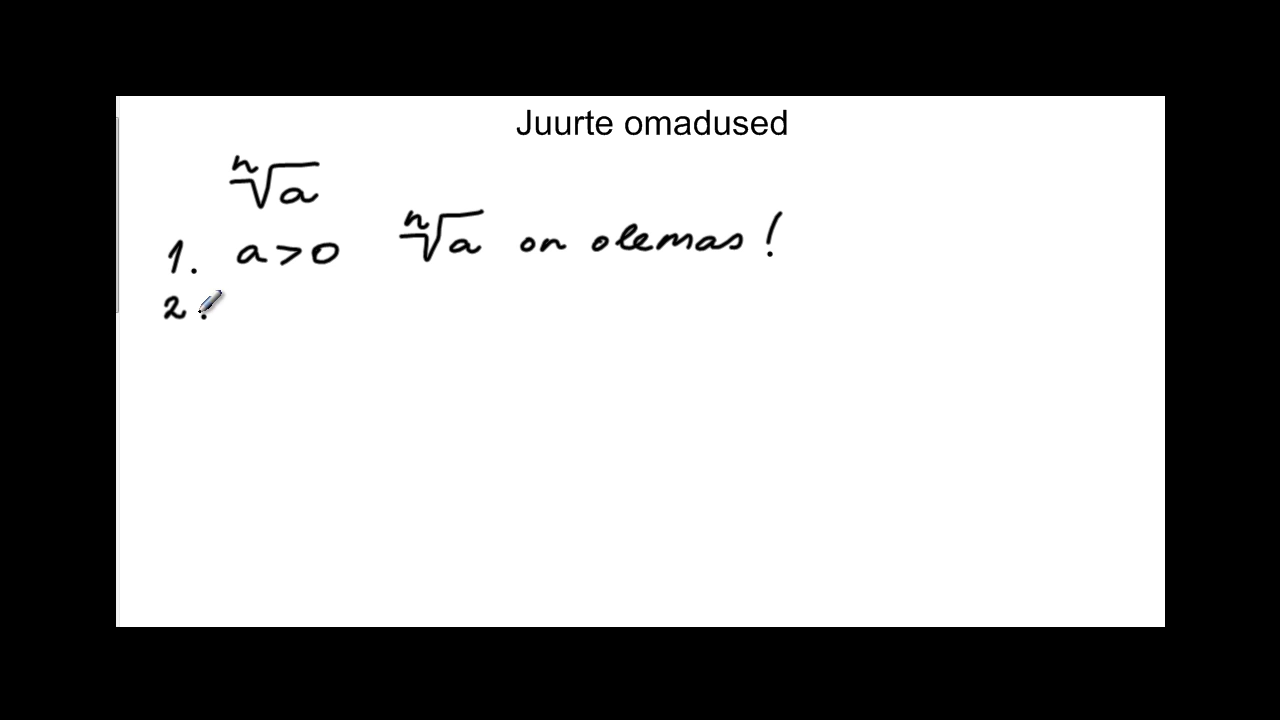 Juurte omadused
ⁿ√a
1. a > 0 ⁿ√a on olemas!
2.